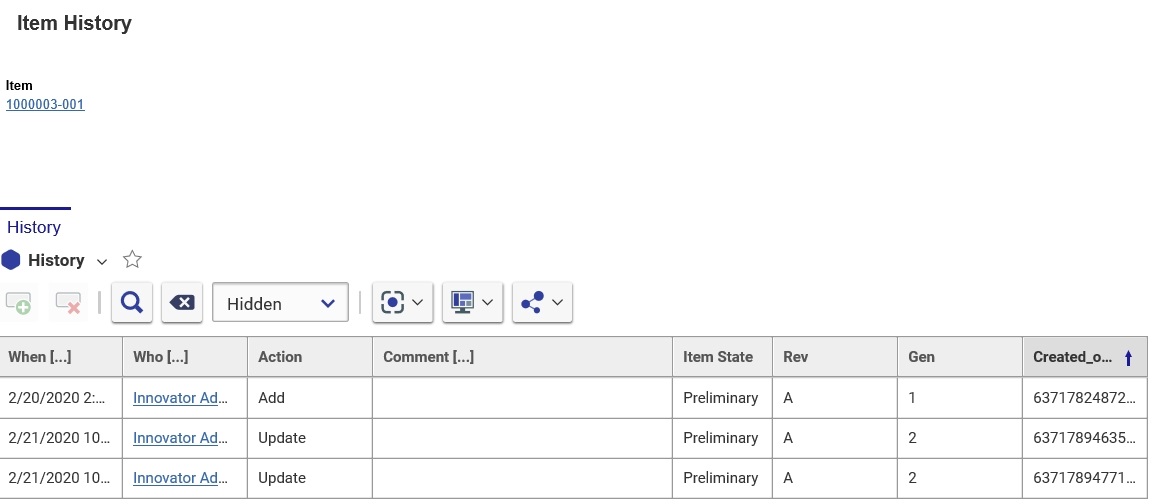 Item History
Item
1000003-001
History
History
Hidden
When [...] Who [...] Action Comment [...] Item State Rev Gen Created_o...
2/20/2020 2:... Innovator Ad... Add Preliminary A 1 63717824872...
2/21/2020 10... Innovator Ad... Update Preliminary A 2 63717894635...
2/21/2020 10... Innovator Ad... Update Preliminary A 2 63717894771...